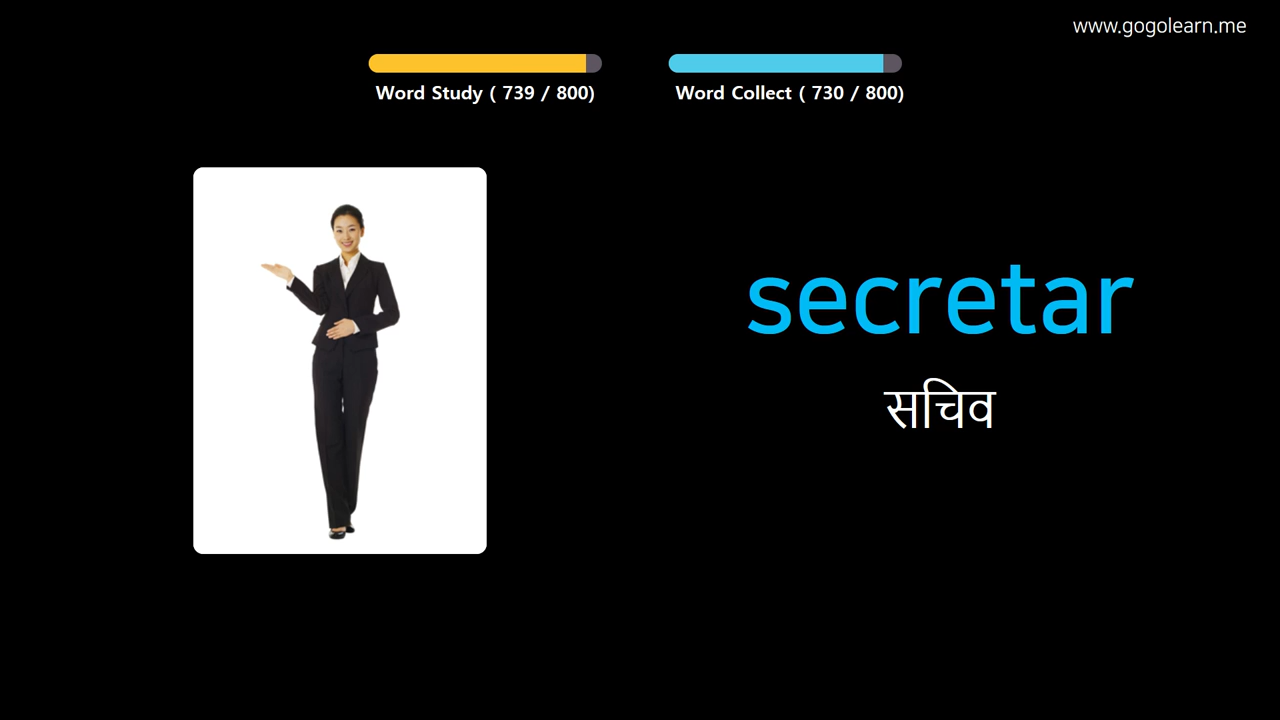 www.gogolearn.me
Word Study ( 739 / 800)
Word Collect ( 730 / 800)
secretar
सचिव